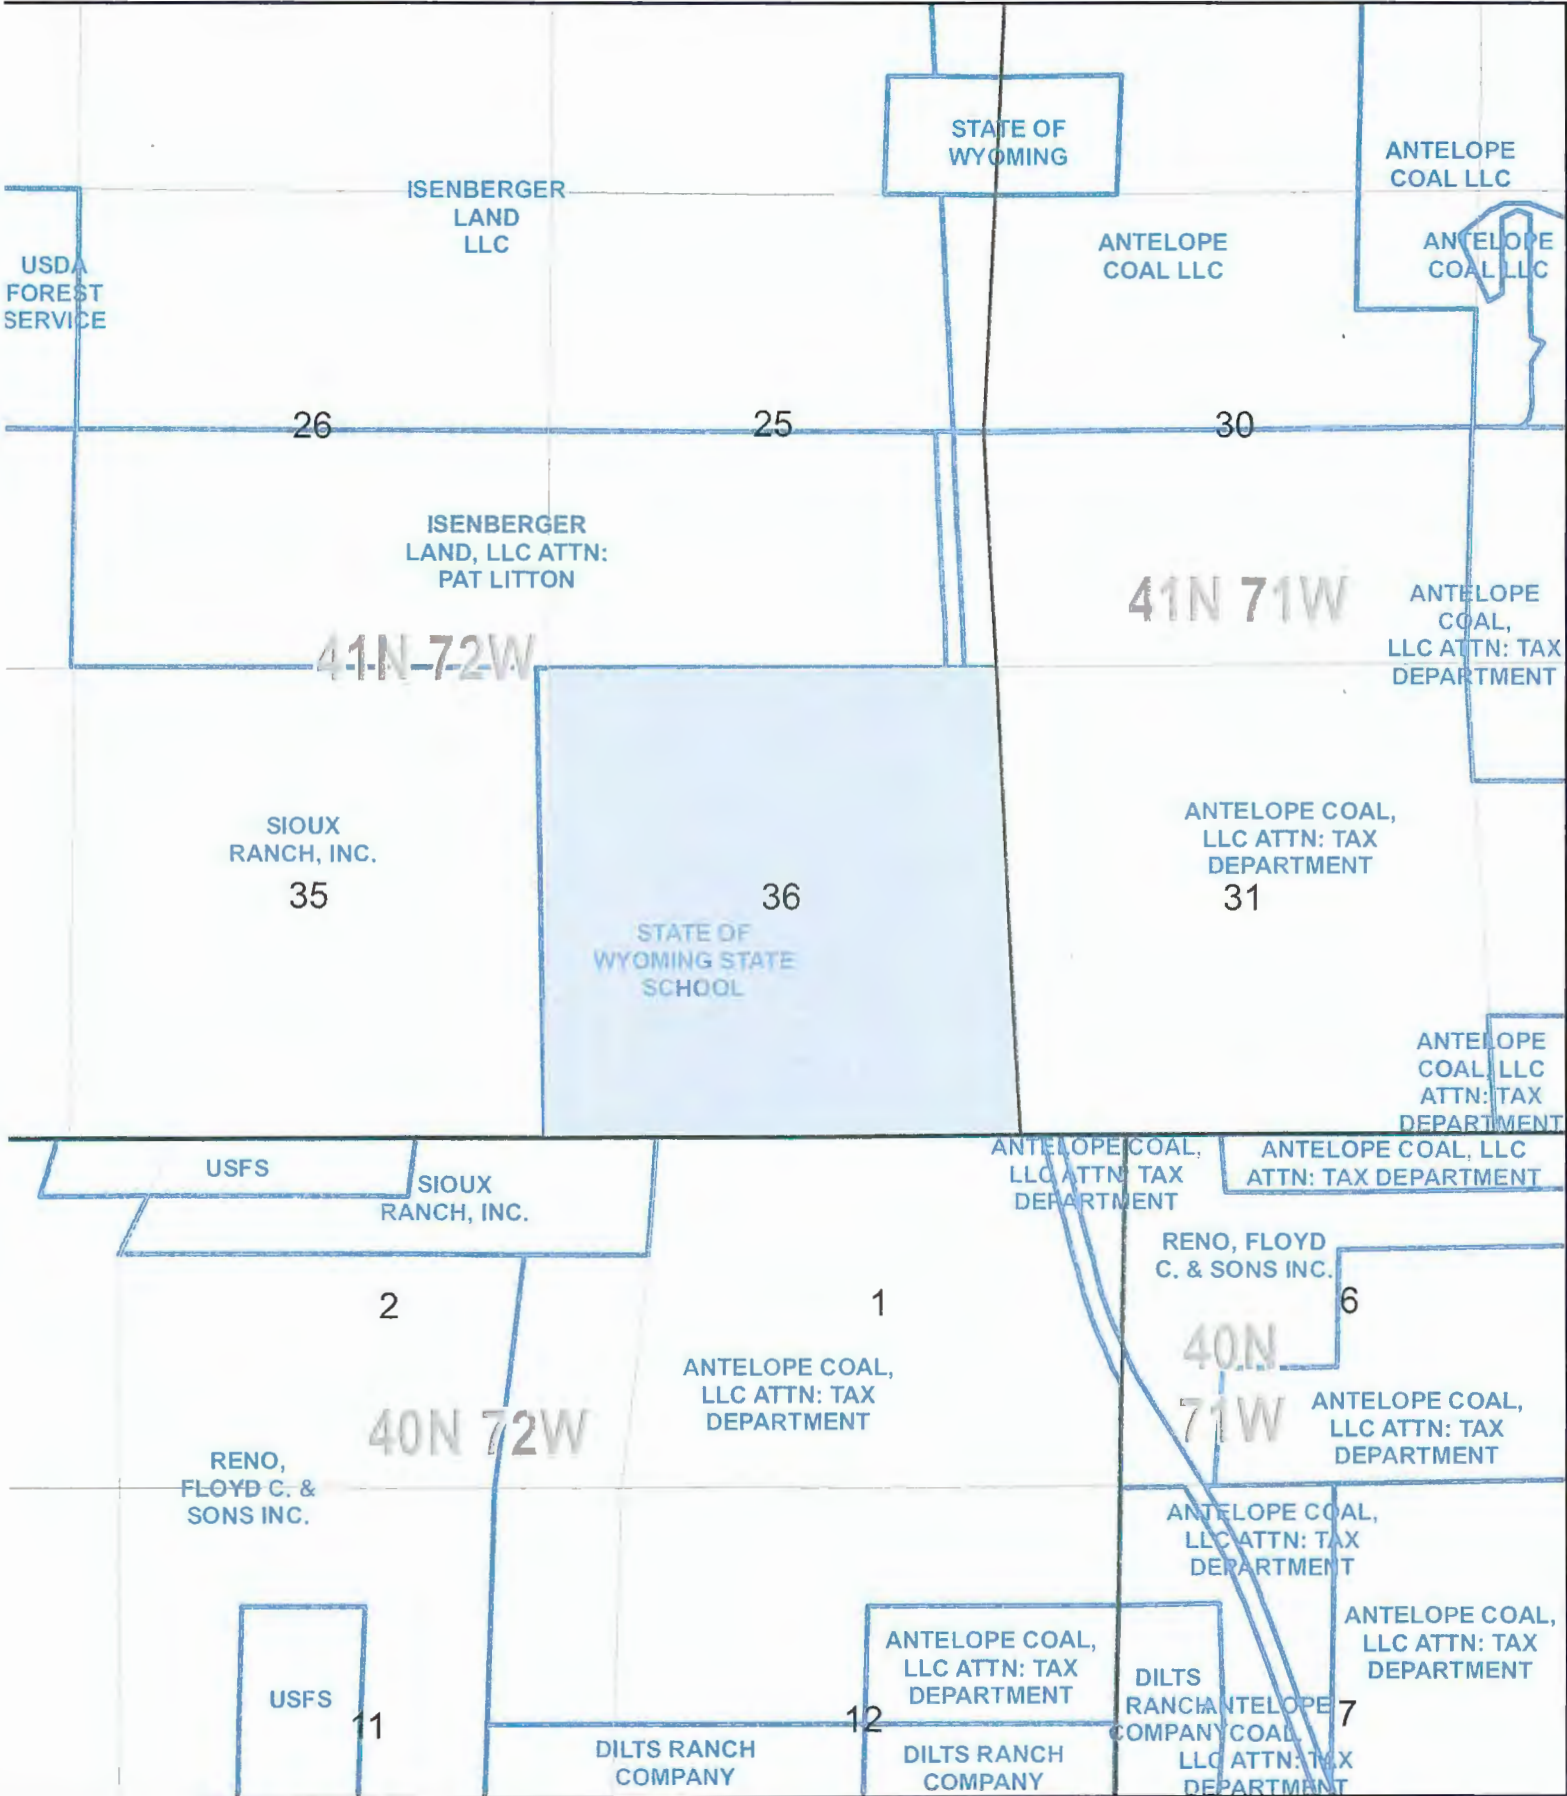 STATE OF
WYOMING
ANTELOPE
COAL LLC
ISENBERGER
LAND
LLC
ANTELOPE
COAL LLC
ANTELOPE
COAL LLC
USDA
FOREST
SERVICE
26
25
30
ISENBERGER
LAND, LLC ATTN:
PAT LITTON
41N 71W
ANTELOPE
COAL,
LLC ATTN: TAX
DEPARTMENT
41N 72W
SIOUX
RANCH, INC.
35
36
STATE OF
WYOMING STATE
SCHOOL
ANTELOPE COAL,
LLC ATTN: TAX
DEPARTMENT
31
ANTELOPE
COAL, LLC
ATTN: TAX
DEPARTMENT
USFS
SIOUX
RANCH, INC.
ANTELOPE COAL,
LLC ATTN: TAX
DEPARTMENT
ANTELOPE COAL, LLC
ATTN: TAX DEPARTMENT
RENO, FLOYD
C. & SONS INC.
2
1
6
40N
71W
ANTELOPE COAL,
LLC ATTN: TAX
DEPARTMENT
ANTELOPE COAL,
LLC ATTN: TAX
DEPARTMENT
40N 72W
RENO,
FLOYD C. &
SONS INC.
ANTELOPE COAL,
LLC ATTN: TAX
DEPARTMENT
ANTELOPE COAL,
LLC ATTN: TAX
DEPARTMENT
ANTELOPE COAL,
LLC ATTN: TAX
DEPARTMENT
USFS
11
12
DILTS
RANCH
COMPANY
ANTELOPE
COAL,
LLC ATTN: TAX
DEPARTMENT
7
DILTS RANCH
COMPANY
DILTS RANCH
COMPANY